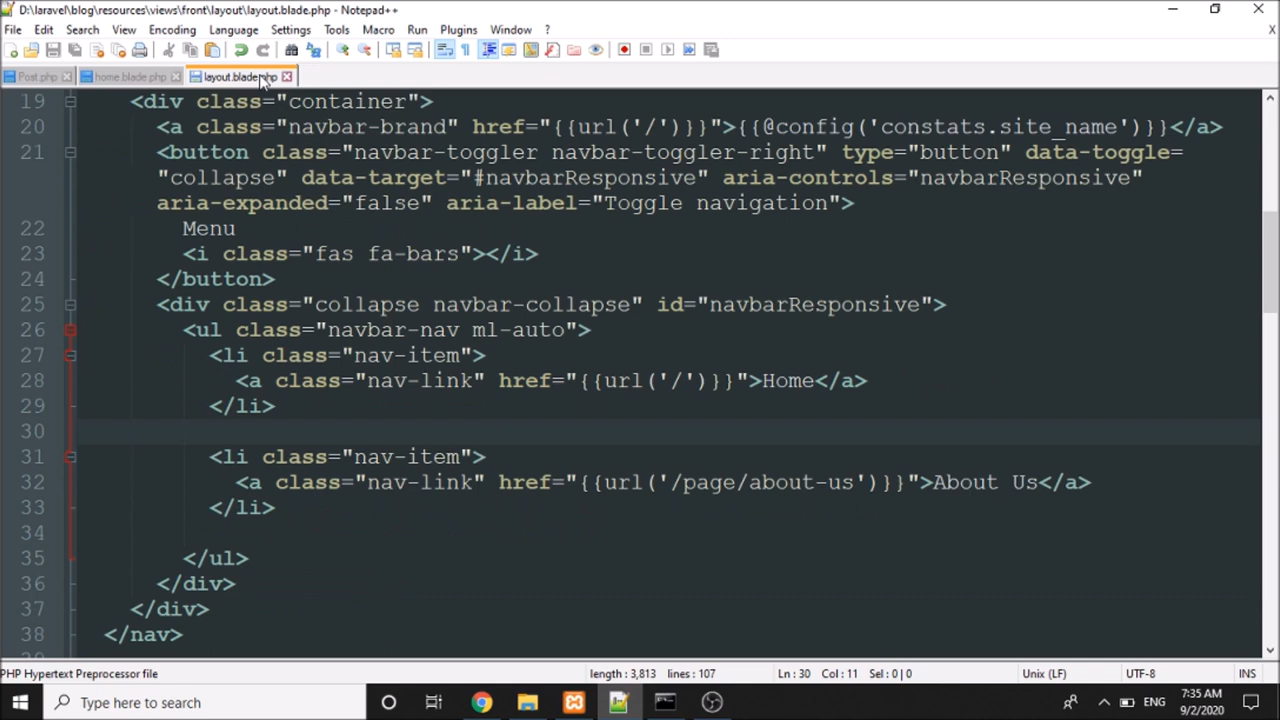 D:\laravel\blog\resources\views\front\layout\layout.blade.php - Notepad++
File Edit Search View Encoding Language Settings Tools Macro Run Plugins Window ? X
Post.php home.blade.php layout.blade.php
19 <div class="container">
20 <a class="navbar-brand" href="{{url('/')}}">{{@config('constats.site_name')}}</a>
21 <button class="navbar-toggler navbar-toggler-right" type="button" data-toggle=
"collapse" data-target="#navbarResponsive" aria-controls="navbarResponsive"
aria-expanded="false" aria-label="Toggle navigation">
22 Menu
23 <i class="fas fa-bars"></i>
24 </button>
25 <div class="collapse navbar-collapse" id="navbarResponsive">
26 <ul class="navbar-nav ml-auto">
27 <li class="nav-item">
28 <a class="nav-link" href="{{url('/')}}">Home</a>
29 </li>
30
31 <li class="nav-item">
32 <a class="nav-link" href="{{url('/page/about-us')}}">About Us</a>
33 </li>
34
35 </ul>
36 </div>
37 </div>
38 </nav>
PHP Hypertext Preprocessor file length : 3,813 lines : 107 Ln : 30 Col : 11 Sel : 0 | 0 Unix (LF) UTF-8 INS
Type here to search ENG 7:35 AM
9/2/2020